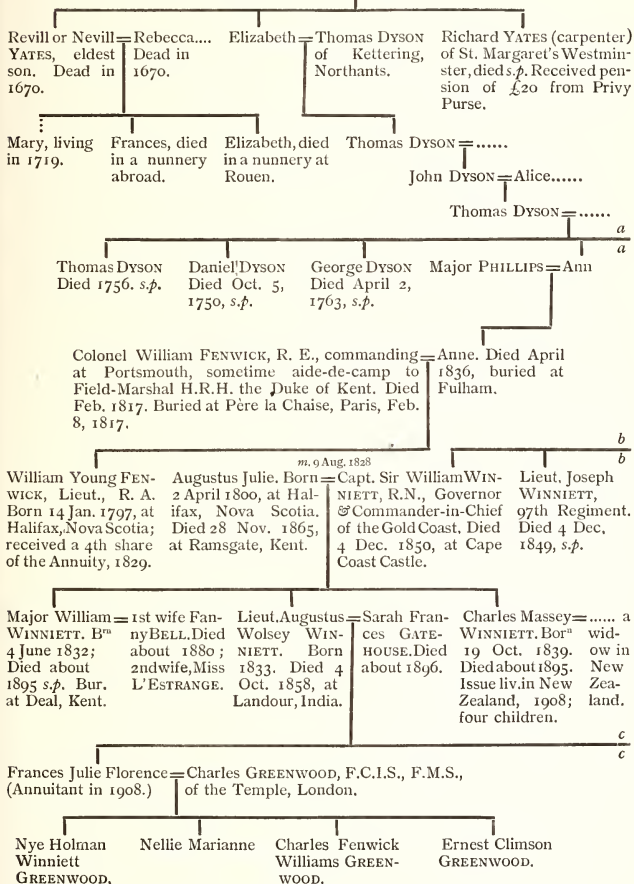 Revill or Nevill
YATES, eldest
son. Dead in
1670.
=
Rebecca....
Dead in
1670.
Elizabeth
=
Thomas DYSON
of Kettering,
Northants.
Richard YATES (carpenter)
of St. Margaret's Westmin-
ster, died s.p. Received pen-
sion of £20 from Privy
Purse.
Mary, living
in 1719.
Frances, died
in a nunnery
abroad.
Elizabeth, died
in a nunnery at
Rouen.
Thomas DYSON=......
John DYSON=Alice......
Thomas DYSON=......
a
a
Thomas DYSON
Died 1756. s.p.
Daniel DYSON
Died Oct. 5,
1750, s.p.
George DYSON
Died April 2,
1763, s.p.
Major PHILLIPS=Ann
Colonel William FENWICK, R. E., commanding
at Portsmouth, sometime aide-de-camp to
Field-Marshal H.R.H. the Duke of Kent. Died
Feb. 1817. Buried at Père la Chaise, Paris, Feb.
8, 1817.
=
Anne. Died April
1836, buried at
Fulham.
b
b
William Young FEN-
WICK, Lieut., R. A.
Born 14 Jan. 1797, at
Halifax, Nova Scotia;
received a 4th share
of the Annuity, 1829.
m. 9 Aug. 1828
Augustus Julie. Born
2 April 1800, at Hal-
ifax, Nova Scotia.
Died 28 Nov. 1865,
at Ramsgate, Kent.
=
Capt. Sir William WIN-
NIETT, R.N., Governor
& Commander-in-Chief
of the Gold Coast. Died
4 Dec. 1850, at Cape
Coast Castle.
Lieut. Joseph
WINNIETT,
97th Regiment.
Died 4 Dec.
1849, s.p.
Major William
WINNIETT. Brn
4 June 1832;
Died about
1895 s.p. Bur.
at Deal, Kent.
=
1st wife Fan-
ny BELL. Died
about 1880;
2nd wife, Miss
L'ESTRANGE.
Lieut. Augustus
Wolsey WIN-
NIETT. Born
1833. Died 4
Oct. 1858, at
Landour, India.
=
Sarah Fran-
ces GATE-
HOUSE. Died
about 1896.
Charles Massey
WINNIETT. Born
19 Oct. 1839.
Died about 1895.
Issue liv. in New
Zealand, 1908;
four children.
=
...... a
wid-
ow in
New
Zea-
land.
c
c
Frances Julie Florence
(Annuitant in 1908.)
=
Charles GREENWOOD, F.C.I.S., F.M.S.,
of the Temple, London.
Nye Holman
Winniett
GREENWOOD.
Nellie Marianne
Charles Fenwick
Williams GREEN-
WOOD.
Ernest Climson
GREENWOOD.